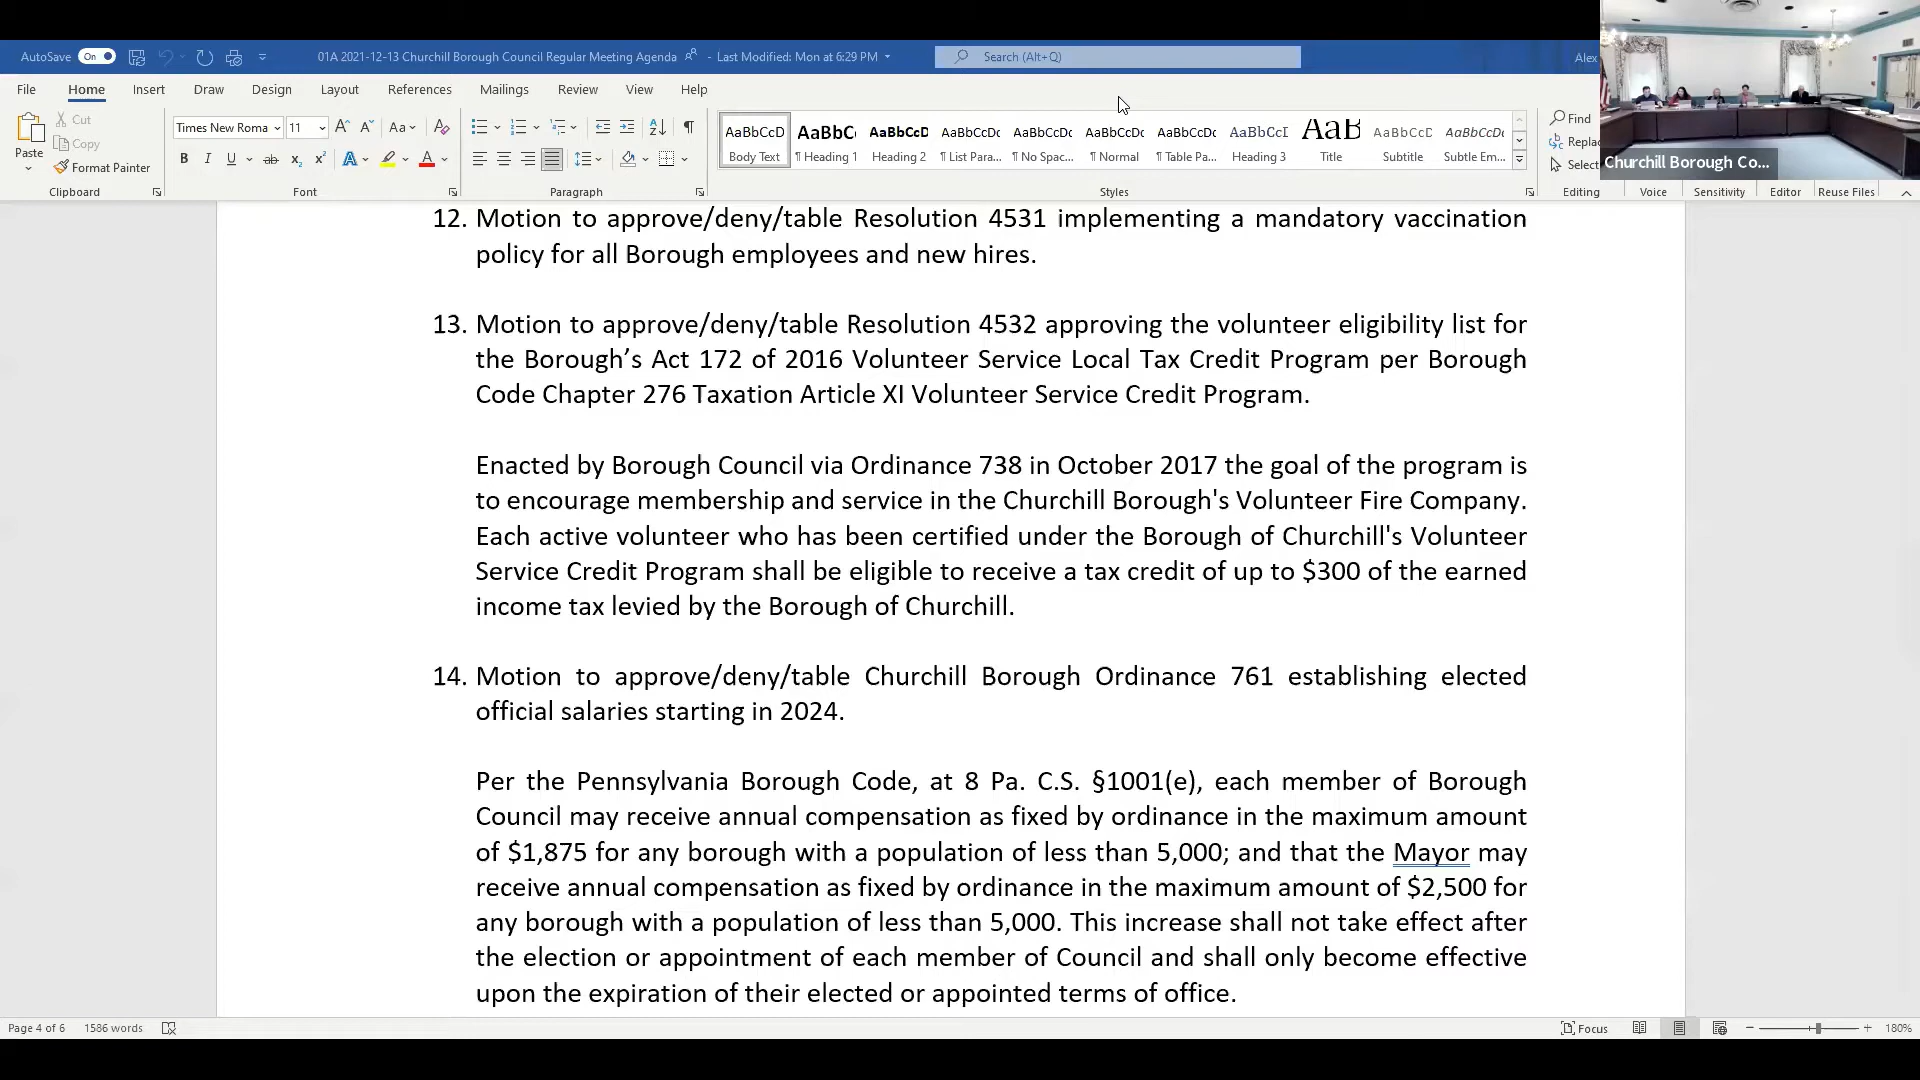 AutoSave On 01A 2021-12-13 Churchill Borough Council Regular Meeting Agenda - Last Modified: Mon at 6:29 PM Search (Alt+Q) Alex
File Home Insert Draw Design Layout References Mailings Review View Help
Cut
Copy
Paste
Format Painter
Clipboard
Times New Roma 11 Aa
Font
Paragraph
AaBbCcD AaBbC AaBbCcD AaBbCcDc AaBbCcDc AaBbCcDc AaBbCcDc AaBbCcI AaB AaBbCcD AaBbCcDc
Body Text ¶ Heading 1 Heading 2 ¶ List Para... ¶ No Spac... ¶ Normal ¶ Table Pa... Heading 3 Title Subtitle Subtle Em...
Styles
Find
Replac
Select
Editing Voice Sensitivity Editor Reuse Files
Churchill Borough Co...
12. Motion to approve/deny/table Resolution 4531 implementing a mandatory vaccination
policy for all Borough employees and new hires.
13. Motion to approve/deny/table Resolution 4532 approving the volunteer eligibility list for
the Borough’s Act 172 of 2016 Volunteer Service Local Tax Credit Program per Borough
Code Chapter 276 Taxation Article XI Volunteer Service Credit Program.
Enacted by Borough Council via Ordinance 738 in October 2017 the goal of the program is
to encourage membership and service in the Churchill Borough's Volunteer Fire Company.
Each active volunteer who has been certified under the Borough of Churchill's Volunteer
Service Credit Program shall be eligible to receive a tax credit of up to $300 of the earned
income tax levied by the Borough of Churchill.
14. Motion to approve/deny/table Churchill Borough Ordinance 761 establishing elected
official salaries starting in 2024.
Per the Pennsylvania Borough Code, at 8 Pa. C.S. §1001(e), each member of Borough
Council may receive annual compensation as fixed by ordinance in the maximum amount
of $1,875 for any borough with a population of less than 5,000; and that the Mayor may
receive annual compensation as fixed by ordinance in the maximum amount of $2,500 for
any borough with a population of less than 5,000. This increase shall not take effect after
the election or appointment of each member of Council and shall only become effective
upon the expiration of their elected or appointed terms of office.
Page 4 of 6 1586 words Focus 180%